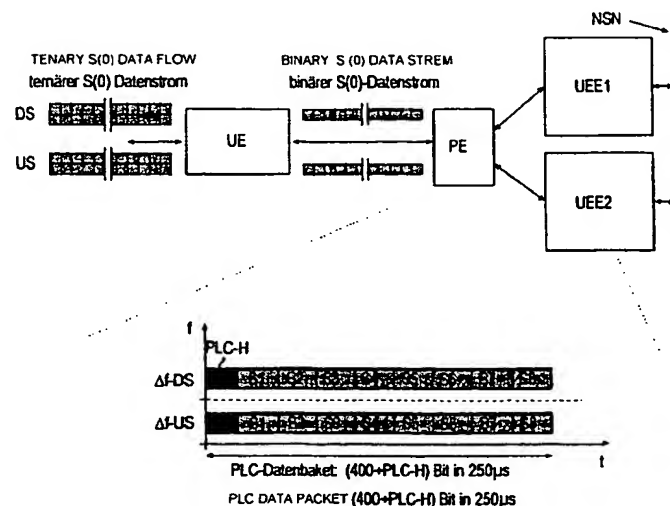 NSN
TENARY S(0) DATA FLOW
ternärer S(0) Datenstrom
BINARY S (0) DATA STREM
binärer S(0)-Datenstrom
DS
US
UE
PE
UEE1
UEE2
f
PLC-H
Δf-DS
Δf-US
t
PLC-Datenbaket: (400+PLC-H) Bit in 250µs
PLC DATA PACKET (400+PLC-H) Bit in 250µs